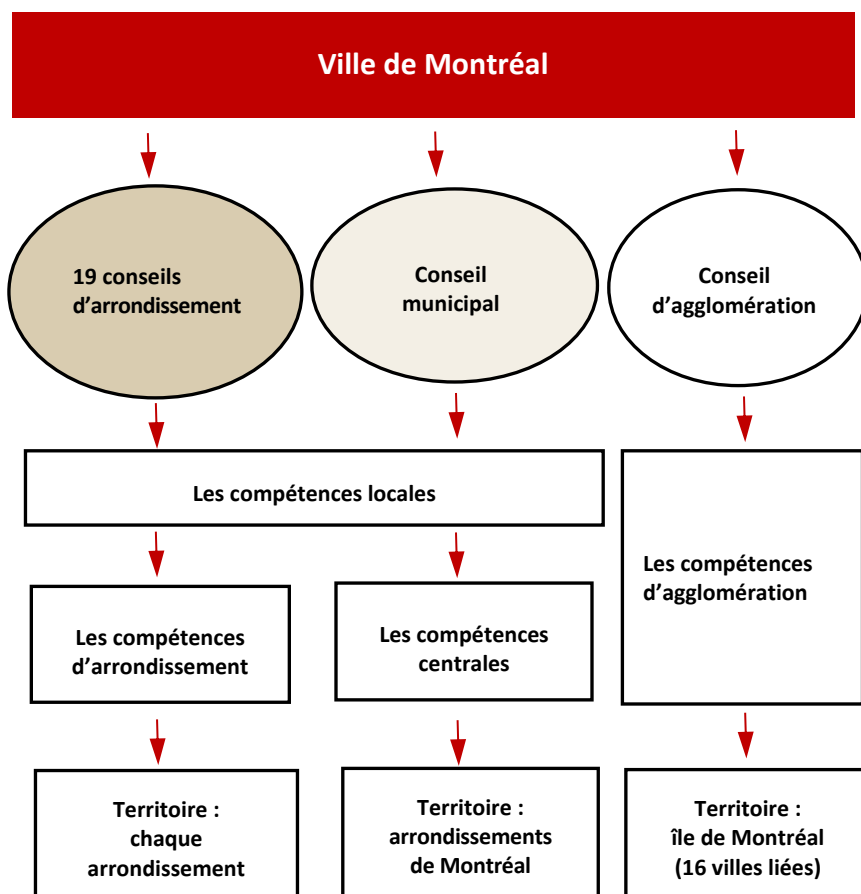 Ville de Montréal
19 conseils
d’arrondissement
Conseil
municipal
Conseil
d’agglomération
Les compétences locales
Les compétences
d’agglomération
Les compétences
d’arrondissement
Les compétences
centrales
Territoire :
chaque
arrondissement
Territoire :
arrondissements
de Montréal
Territoire :
île de Montréal
(16 villes liées)